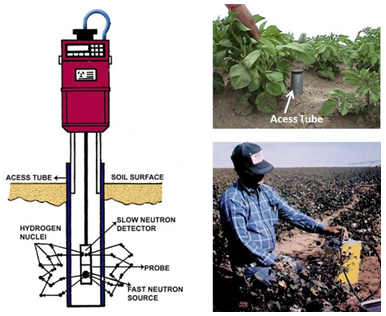 ACESS TUBE
SOIL SURFACE
HYDROGEN
NUCLEI
SLOW NEUTRON
DETECTOR
PROBE
FAST NEUTRON
SOURCE
Acess Tube